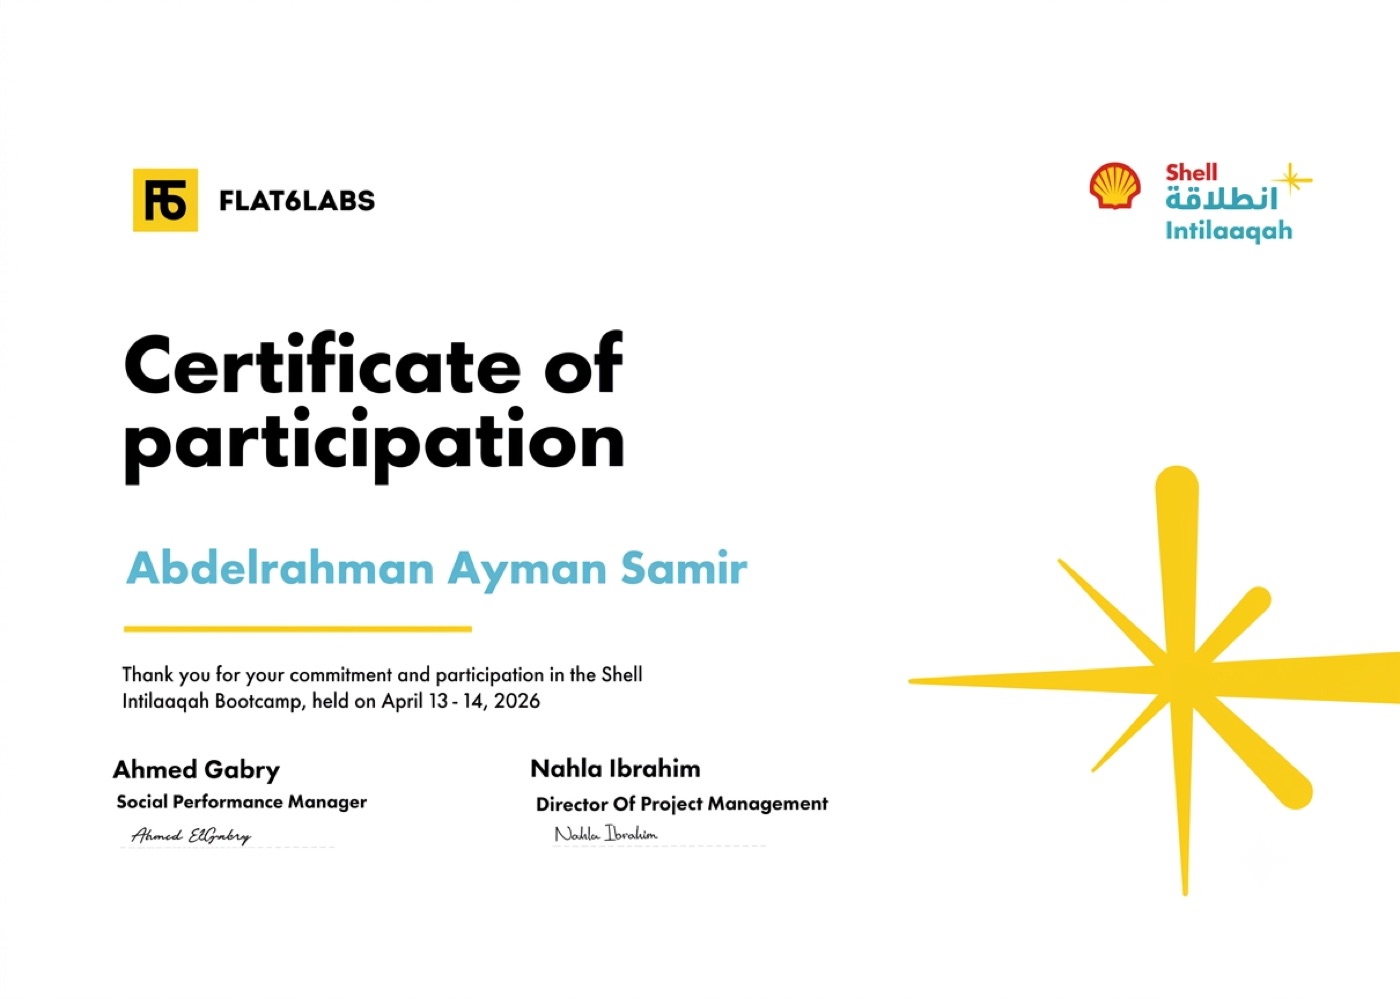 F6 FLAT6LABS
Shell
انطلاقة
Intilaaqah
Certificate of
participation
Abdelrahman Ayman Samir
Thank you for your commitment and participation in the Shell
Intilaaqah Bootcamp, held on April 13 - 14, 2026
Ahmed Gabry
Social Performance Manager
Ahmed ElGabry
Nahla Ibrahim
Director Of Project Management
Nahla Ibrahim